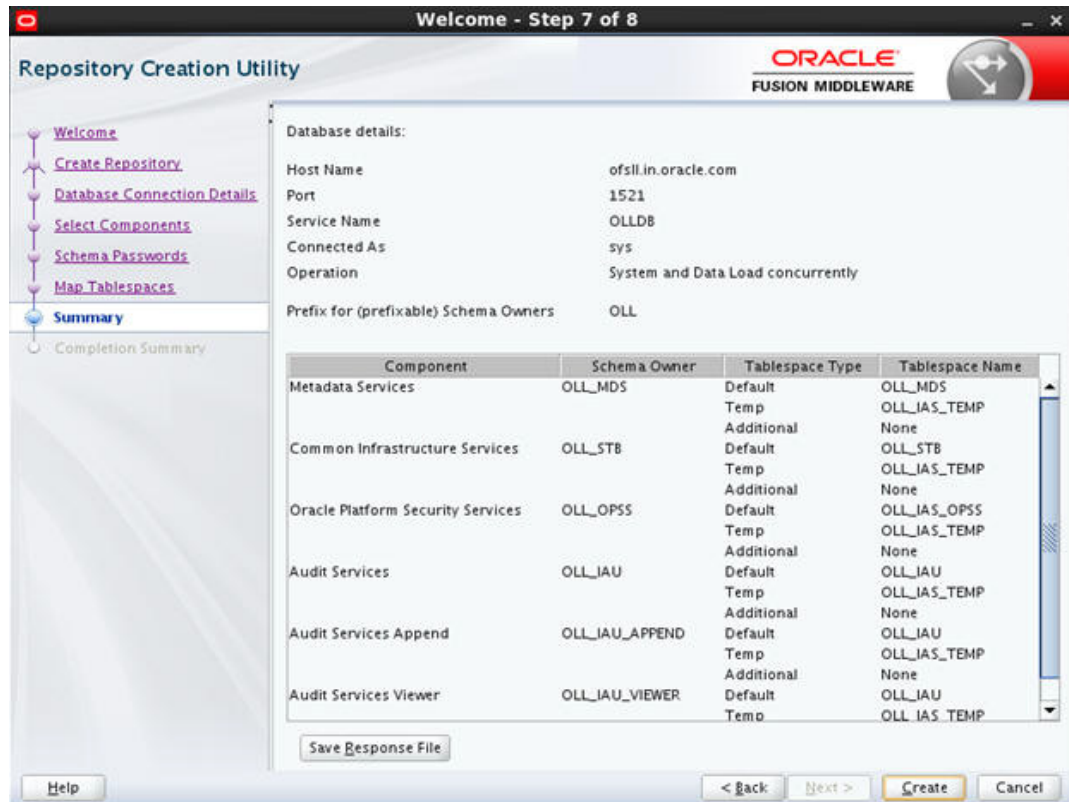 Welcome - Step 7 of 8
Repository Creation Utility
ORACLE
FUSION MIDDLEWARE
Welcome
Create Repository
Database Connection Details
Select Components
Schema Passwords
Map Tablespaces
Summary
Completion Summary
Database details:
Host Name ofsll.in.oracle.com
Port 1521
Service Name OLLDB
Connected As sys
Operation System and Data Load concurrently
Prefix for (prefixable) Schema Owners OLL
Component Schema Owner Tablespace Type Tablespace Name
Metadata Services OLL_MDS Default OLL_MDS
Temp OLL_IAS_TEMP
Additional None
Common Infrastructure Services OLL_STB Default OLL_STB
Temp OLL_IAS_TEMP
Additional None
Oracle Platform Security Services OLL_OPSS Default OLL_IAS_OPSS
Temp OLL_IAS_TEMP
Additional None
Audit Services OLL_IAU Default OLL_IAU
Temp OLL_IAS_TEMP
Additional None
Audit Services Append OLL_IAU_APPEND Default OLL_IAU
Temp OLL_IAS_TEMP
Additional None
Audit Services Viewer OLL_IAU_VIEWER Default OLL_IAU
Temp OLL_IAS_TEMP
Save Response File
Help < Back Next > Create Cancel